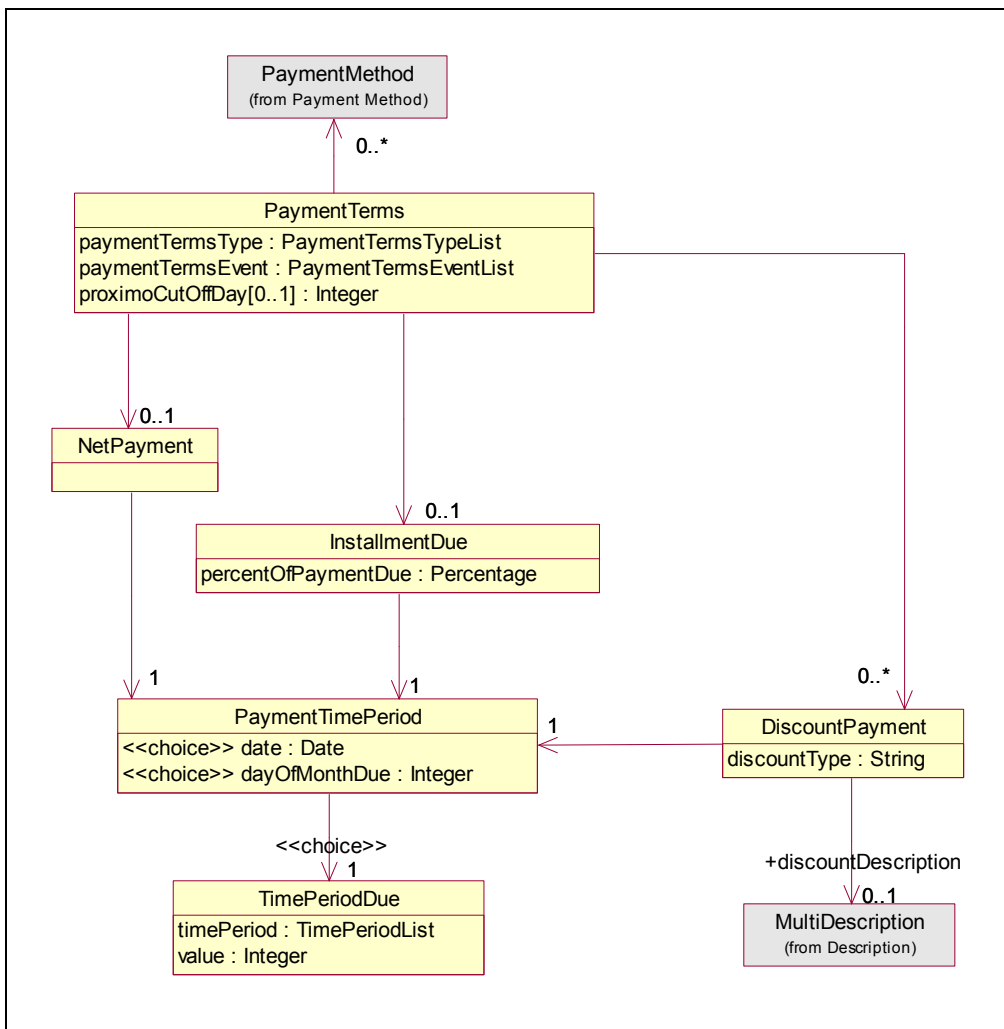 PaymentMethod
(from Payment Method)
0..*
PaymentTerms
paymentTermsType : PaymentTermsTypeList
paymentTermsEvent : PaymentTermsEventList
proximoCutOffDay[0..1] : Integer
0..1
NetPayment
0..1
InstallmentDue
percentOfPaymentDue : Percentage
1
1
0..*
PaymentTimePeriod
<<choice>> date : Date
<<choice>> dayOfMonthDue : Integer
1
DiscountPayment
discountType : String
<<choice>>
1
+discountDescription
0..1
TimePeriodDue
timePeriod : TimePeriodList
value : Integer
MultiDescription
(from Description)